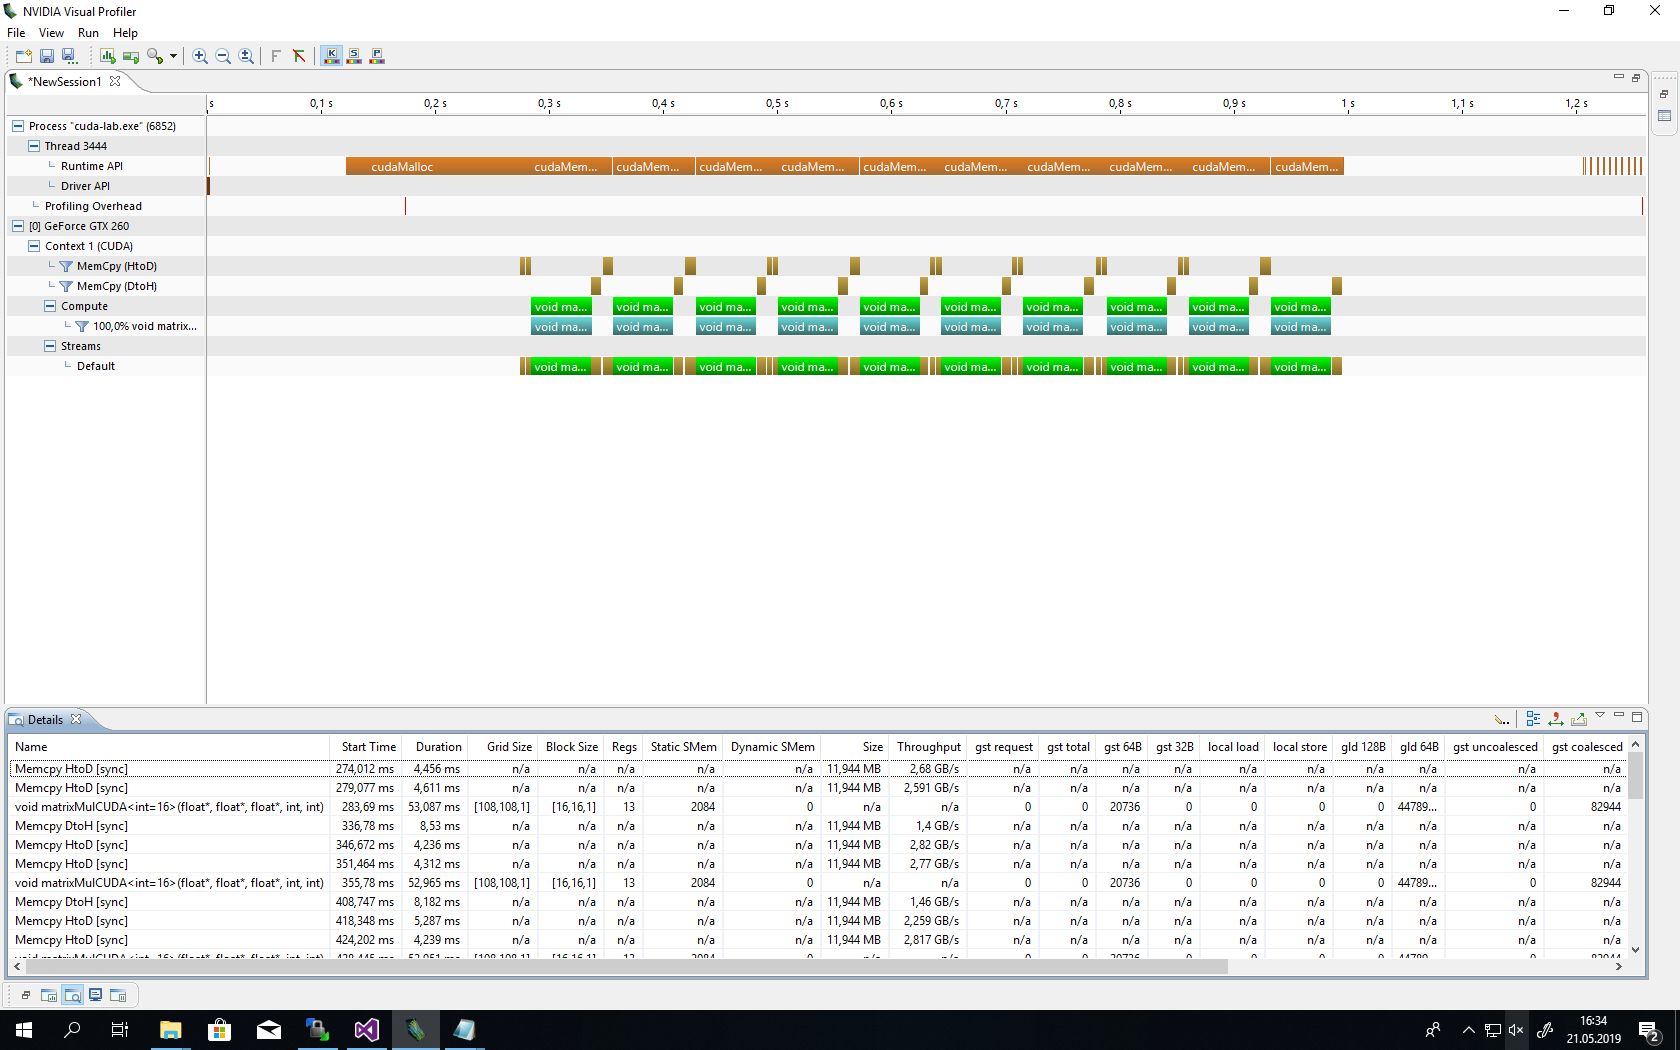 NVIDIA Visual Profiler
File View Run Help
*NewSession1
s 0,1 s 0,2 s 0,3 s 0,4 s 0,5 s 0,6 s 0,7 s 0,8 s 0,9 s 1 s 1,1 s 1,2 s
Process "cuda-lab.exe" (6852)
Thread 3444
Runtime API cudaMalloc cudaMem... cudaMem... cudaMem... cudaMem... cudaMem... cudaMem... cudaMem... cudaMem... cudaMem... cudaMem...
Driver API
Profiling Overhead
[0] GeForce GTX 260
Context 1 (CUDA)
MemCpy (HtoD)
MemCpy (DtoH)
Compute void ma... void ma... void ma... void ma... void ma... void ma... void ma... void ma... void ma... void ma...
100,0% void matrix... void ma... void ma... void ma... void ma... void ma... void ma... void ma... void ma... void ma... void ma...
Streams
Default void ma... void ma... void ma... void ma... void ma... void ma... void ma... void ma... void ma... void ma...
Details
Name Start Time Duration Grid Size Block Size Regs Static SMem Dynamic SMem Size Throughput gst request gst total gst 64B gst 32B local load local store gld 128B gld 64B gst uncoalesced gst coalesced
Memcpy HtoD [sync] 274,012 ms 4,456 ms n/a n/a n/a n/a n/a 11,944 MB 2,68 GB/s n/a n/a n/a n/a n/a n/a n/a n/a n/a n/a
Memcpy HtoD [sync] 279,077 ms 4,611 ms n/a n/a n/a n/a n/a 11,944 MB 2,591 GB/s n/a n/a n/a n/a n/a n/a n/a n/a n/a n/a
void matrixMulCUDA<int=16>(float*, float*, float*, int, int) 283,69 ms 53,087 ms [108,108,1] [16,16,1] 13 2084 0 n/a n/a 0 0 20736 0 0 0 0 44789... 0 82944
Memcpy DtoH [sync] 336,78 ms 8,53 ms n/a n/a n/a n/a n/a 11,944 MB 1,4 GB/s n/a n/a n/a n/a n/a n/a n/a n/a n/a n/a
Memcpy HtoD [sync] 346,672 ms 4,236 ms n/a n/a n/a n/a n/a 11,944 MB 2,82 GB/s n/a n/a n/a n/a n/a n/a n/a n/a n/a n/a
Memcpy HtoD [sync] 351,464 ms 4,312 ms n/a n/a n/a n/a n/a 11,944 MB 2,77 GB/s n/a n/a n/a n/a n/a n/a n/a n/a n/a n/a
void matrixMulCUDA<int=16>(float*, float*, float*, int, int) 355,78 ms 52,965 ms [108,108,1] [16,16,1] 13 2084 0 n/a n/a 0 0 20736 0 0 0 0 44789... 0 82944
Memcpy DtoH [sync] 408,747 ms 8,182 ms n/a n/a n/a n/a n/a 11,944 MB 1,46 GB/s n/a n/a n/a n/a n/a n/a n/a n/a n/a n/a
Memcpy HtoD [sync] 418,348 ms 5,287 ms n/a n/a n/a n/a n/a 11,944 MB 2,259 GB/s n/a n/a n/a n/a n/a n/a n/a n/a n/a n/a
Memcpy HtoD [sync] 424,202 ms 4,239 ms n/a n/a n/a n/a n/a 11,944 MB 2,817 GB/s n/a n/a n/a n/a n/a n/a n/a n/a n/a n/a
16:34
21.05.2019
2